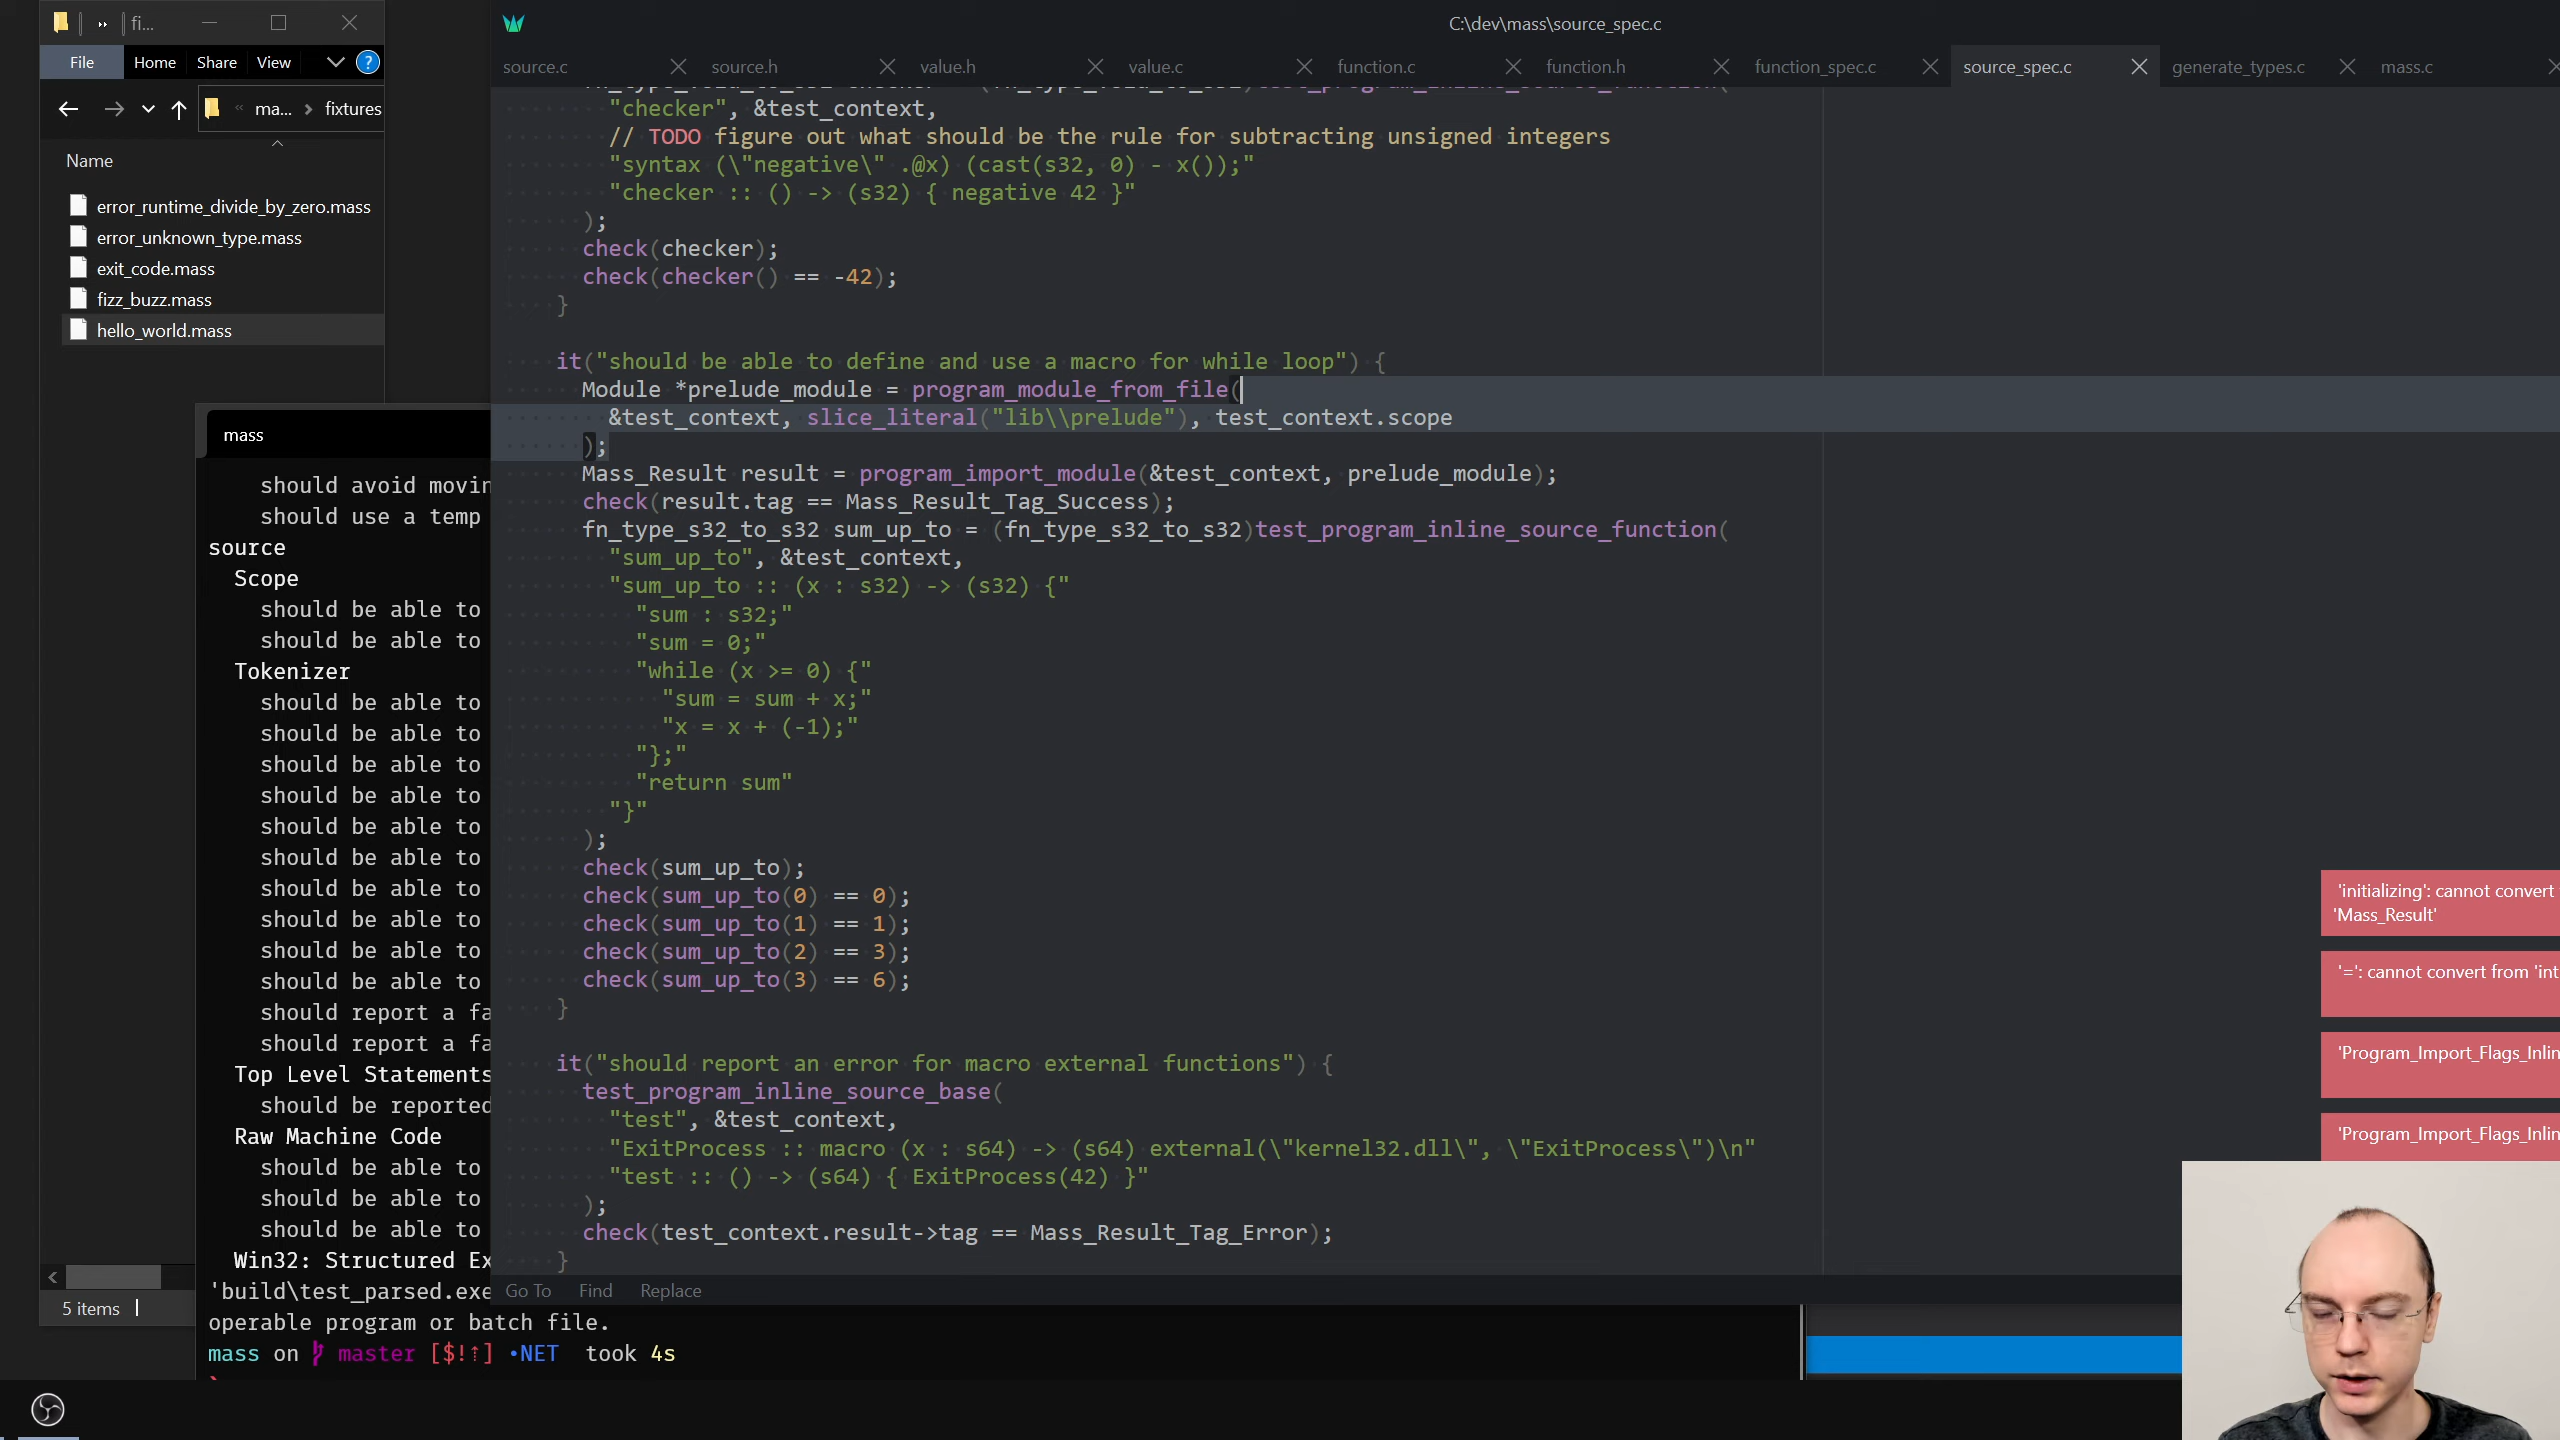 fi...
C:\dev\mass\source_spec.c
File Home Share View ?
source.c source.h value.h value.c function.c function.h function_spec.c source_spec.c generate_types.c mass.c
« ma... › fixtures
Name
error_runtime_divide_by_zero.mass
error_unknown_type.mass
exit_code.mass
fizz_buzz.mass
hello_world.mass
5 items
"checker", &test_context,
// TODO figure out what should be the rule for subtracting unsigned integers
"syntax (\"negative\" .@x) (cast(s32, 0) - x());"
"checker :: () -> (s32) { negative 42 }"
);
check(checker);
check(checker() == -42);
}
it("should be able to define and use a macro for while loop") {
Module *prelude_module = program_module_from_file(
&test_context, slice_literal("lib\\prelude"), test_context.scope
);
Mass_Result result = program_import_module(&test_context, prelude_module);
check(result.tag == Mass_Result_Tag_Success);
fn_type_s32_to_s32 sum_up_to = (fn_type_s32_to_s32)test_program_inline_source_function(
"sum_up_to", &test_context,
"sum_up_to :: (x : s32) -> (s32) {"
"sum : s32;"
"sum = 0;"
"while (x >= 0) {"
"sum = sum + x;"
"x = x + (-1);"
"};"
"return sum"
"}"
);
check(sum_up_to);
check(sum_up_to(0) == 0);
check(sum_up_to(1) == 1);
check(sum_up_to(2) == 3);
check(sum_up_to(3) == 6);
}
it("should report an error for macro external functions") {
test_program_inline_source_base(
"test", &test_context,
"ExitProcess :: macro (x : s64) -> (s64) external(\"kernel32.dll\", \"ExitProcess\")\n"
"test :: () -> (s64) { ExitProcess(42) }"
);
check(test_context.result->tag == Mass_Result_Tag_Error);
}
Go To Find Replace
'initializing': cannot convert
'Mass_Result'
'=': cannot convert from 'int
'Program_Import_Flags_Inlin
'Program_Import_Flags_Inlin
mass
should avoid movin
should use a temp
source
Scope
should be able to
should be able to
Tokenizer
should be able to
should be able to
should be able to
should be able to
should be able to
should be able to
should be able to
should be able to
should be able to
should be able to
should report a fa
should report a fa
Top Level Statements
should be reported
Raw Machine Code
should be able to
should be able to
should be able to
Win32: Structured Ex
'build\test_parsed.exe
operable program or batch file.
mass on master [$!⇡] •NET took 4s